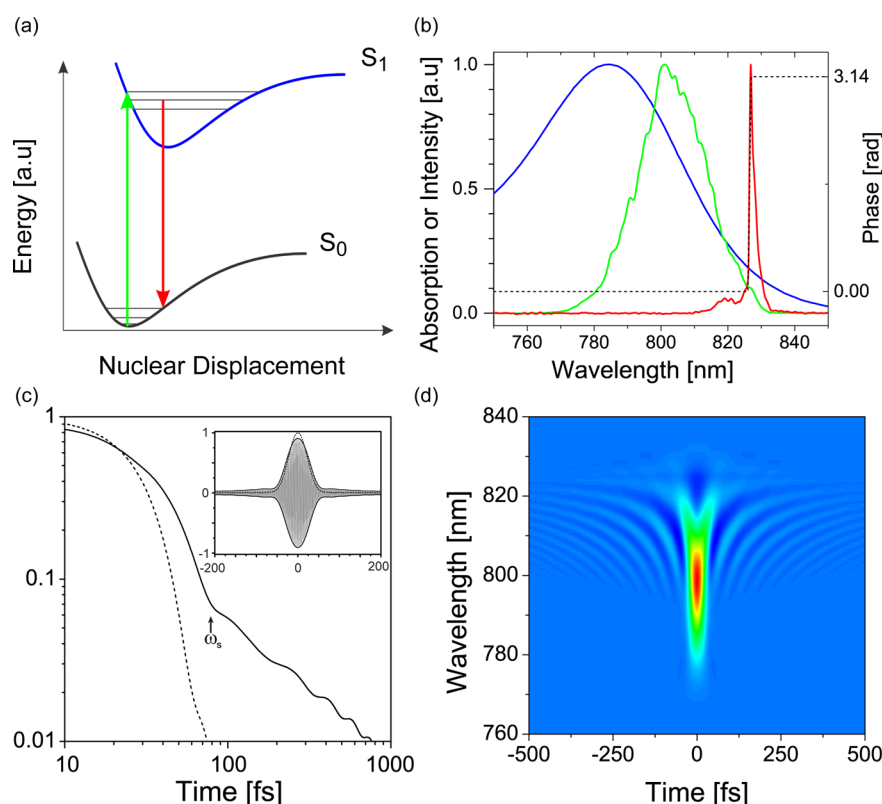 (a)
S1
S0
Energy [a.u]
Nuclear Displacement
(b)
1.0
0.5
0.0
Absorption or Intensity [a.u]
3.14
0.00
Phase [rad]
760 780 800 820 840
Wavelength [nm]
(c)
1
0.1
0.01
10 100 1000
Time [fs]
ωs
1
0
-1
-200 0 200
(d)
840
820
800
780
760
Wavelength [nm]
-500 -250 0 250 500
Time [fs]